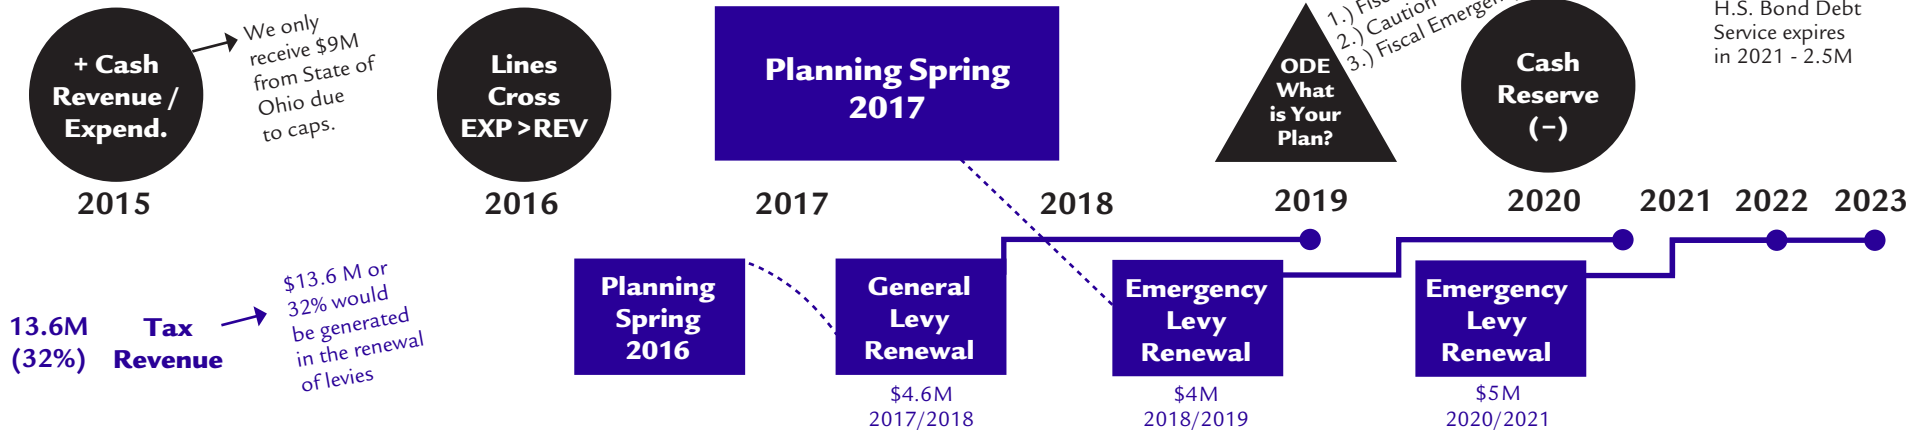 + Cash
Revenue /
Expend.
We only
receive $9M
from State of
Ohio due
to caps.
Lines
Cross
EXP >REV
Planning Spring
2017
ODE
What
is Your
Plan?
1.)
2.) Caution
3.) Fiscal Emergency
Cash
Reserve
(–)
H.S. Bond Debt
Service expires
in 2021 - 2.5M
2015
2016
2017
2018
2019
2020
2021
2022
2023
13.6M
(32%)
Tax
Revenue
$13.6 M or
32% would
be generated
in the renewal
of levies
Planning
Spring
2016
General
Levy
Renewal
$4.6M
2017/2018
Emergency
Levy
Renewal
$4M
2018/2019
Emergency
Levy
Renewal
$5M
2020/2021